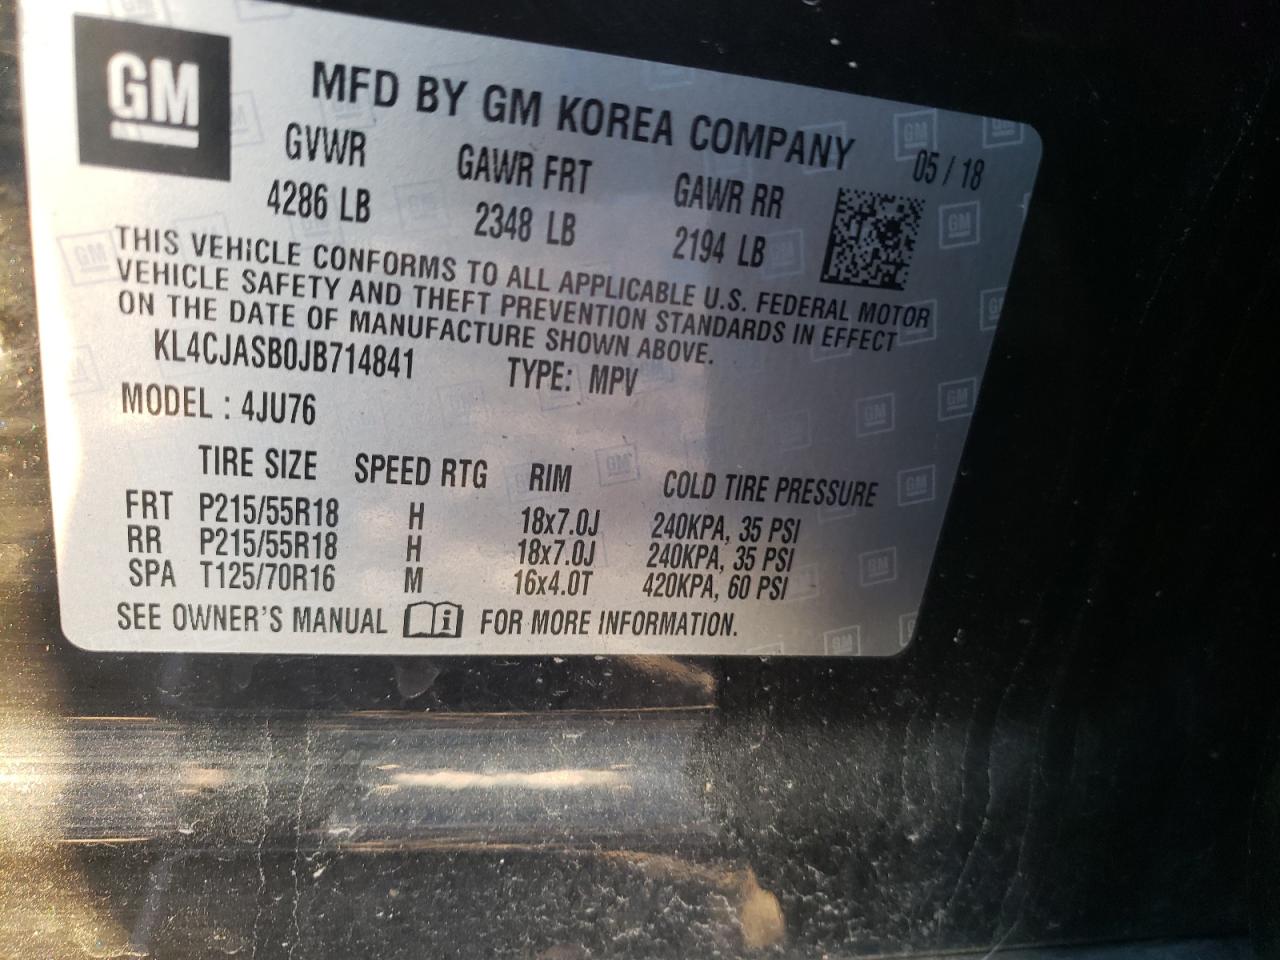 GM
MFD BY GM KOREA COMPANY 05 / 18
GVWR GAWR FRT GAWR RR
4286 LB 2348 LB 2194 LB
THIS VEHICLE CONFORMS TO ALL APPLICABLE U.S. FEDERAL MOTOR
VEHICLE SAFETY AND THEFT PREVENTION STANDARDS IN EFFECT
ON THE DATE OF MANUFACTURE SHOWN ABOVE.
KL4CJASB0JB714841 TYPE: MPV
MODEL : 4JU76
TIRE SIZE SPEED RTG RIM COLD TIRE PRESSURE
FRT P215/55R18 H 18x7.0J 240KPA, 35 PSI
RR P215/55R18 H 18x7.0J 240KPA, 35 PSI
SPA T125/70R16 M 16x4.0T 420KPA, 60 PSI
SEE OWNER'S MANUAL i FOR MORE INFORMATION.